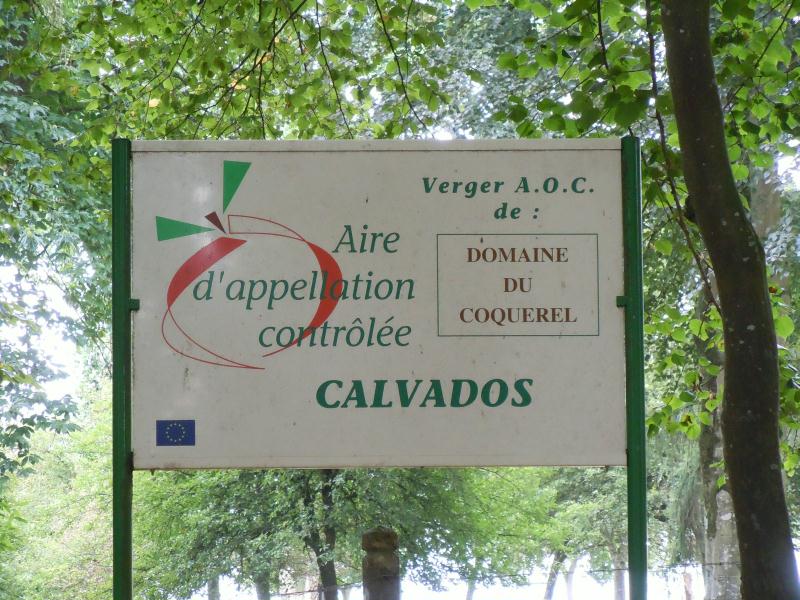 Verger A.O.C.
de :
Aire
d'appellation
contrôlée
DOMAINE
DU
COQUEREL
CALVADOS